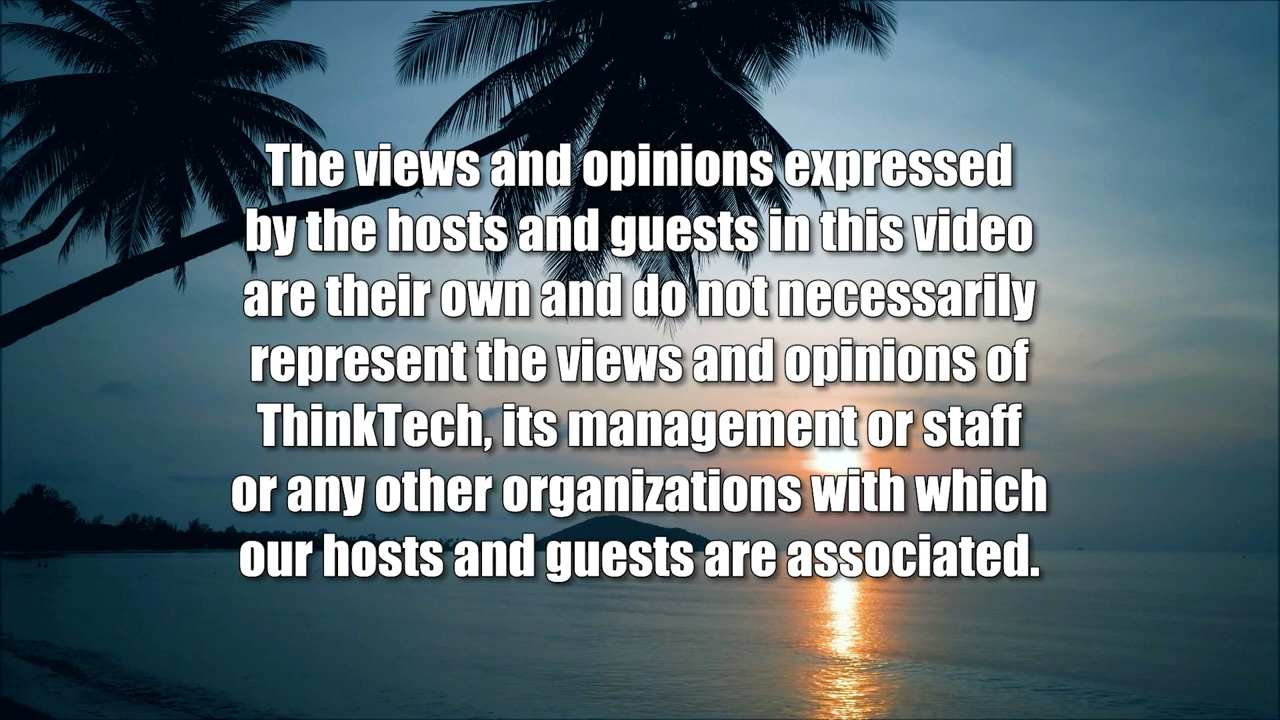 The views and opinions expressed
by the hosts and guests in this video
are their own and do not necessarily
represent the views and opinions of
ThinkTech, its management or staff
or any other organizations with which
our hosts and guests are associated.